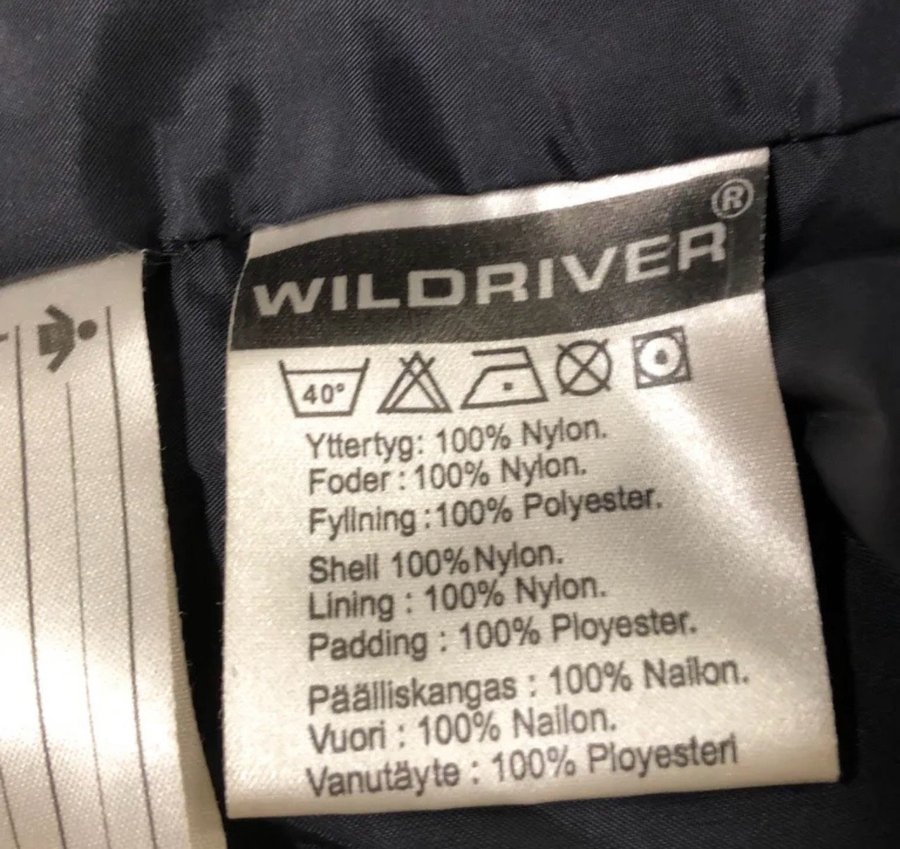 WILDRIVER®
40°
Yttertyg: 100% Nylon.
Foder : 100% Nylon.
Fyllning : 100% Polyester.
Shell 100% Nylon.
Lining : 100% Nylon.
Padding : 100% Ployester.
Päälliskangas : 100% Nailon.
Vuori : 100% Nailon.
Vanutäyte : 100% Ployesteri